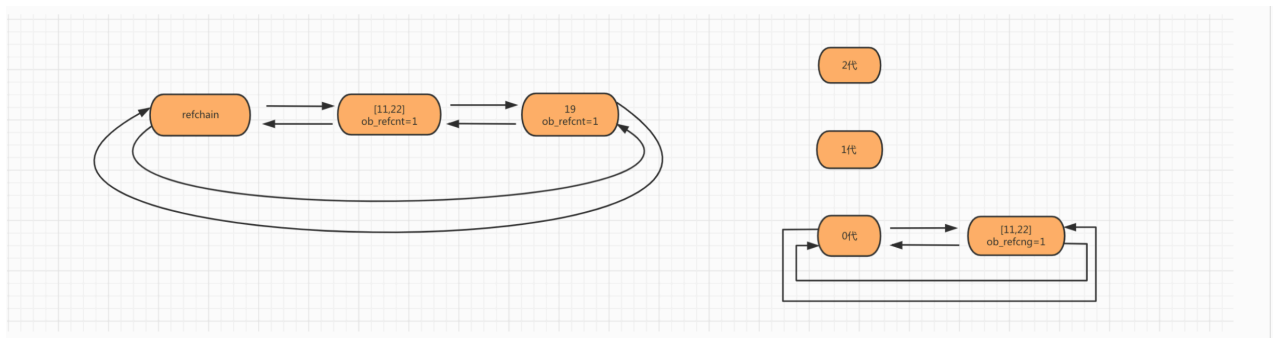 refchain
[11,22]
ob_refcnt=1
19
ob_refcnt=1
2代
1代
0代
[11,22]
ob_refcng=1